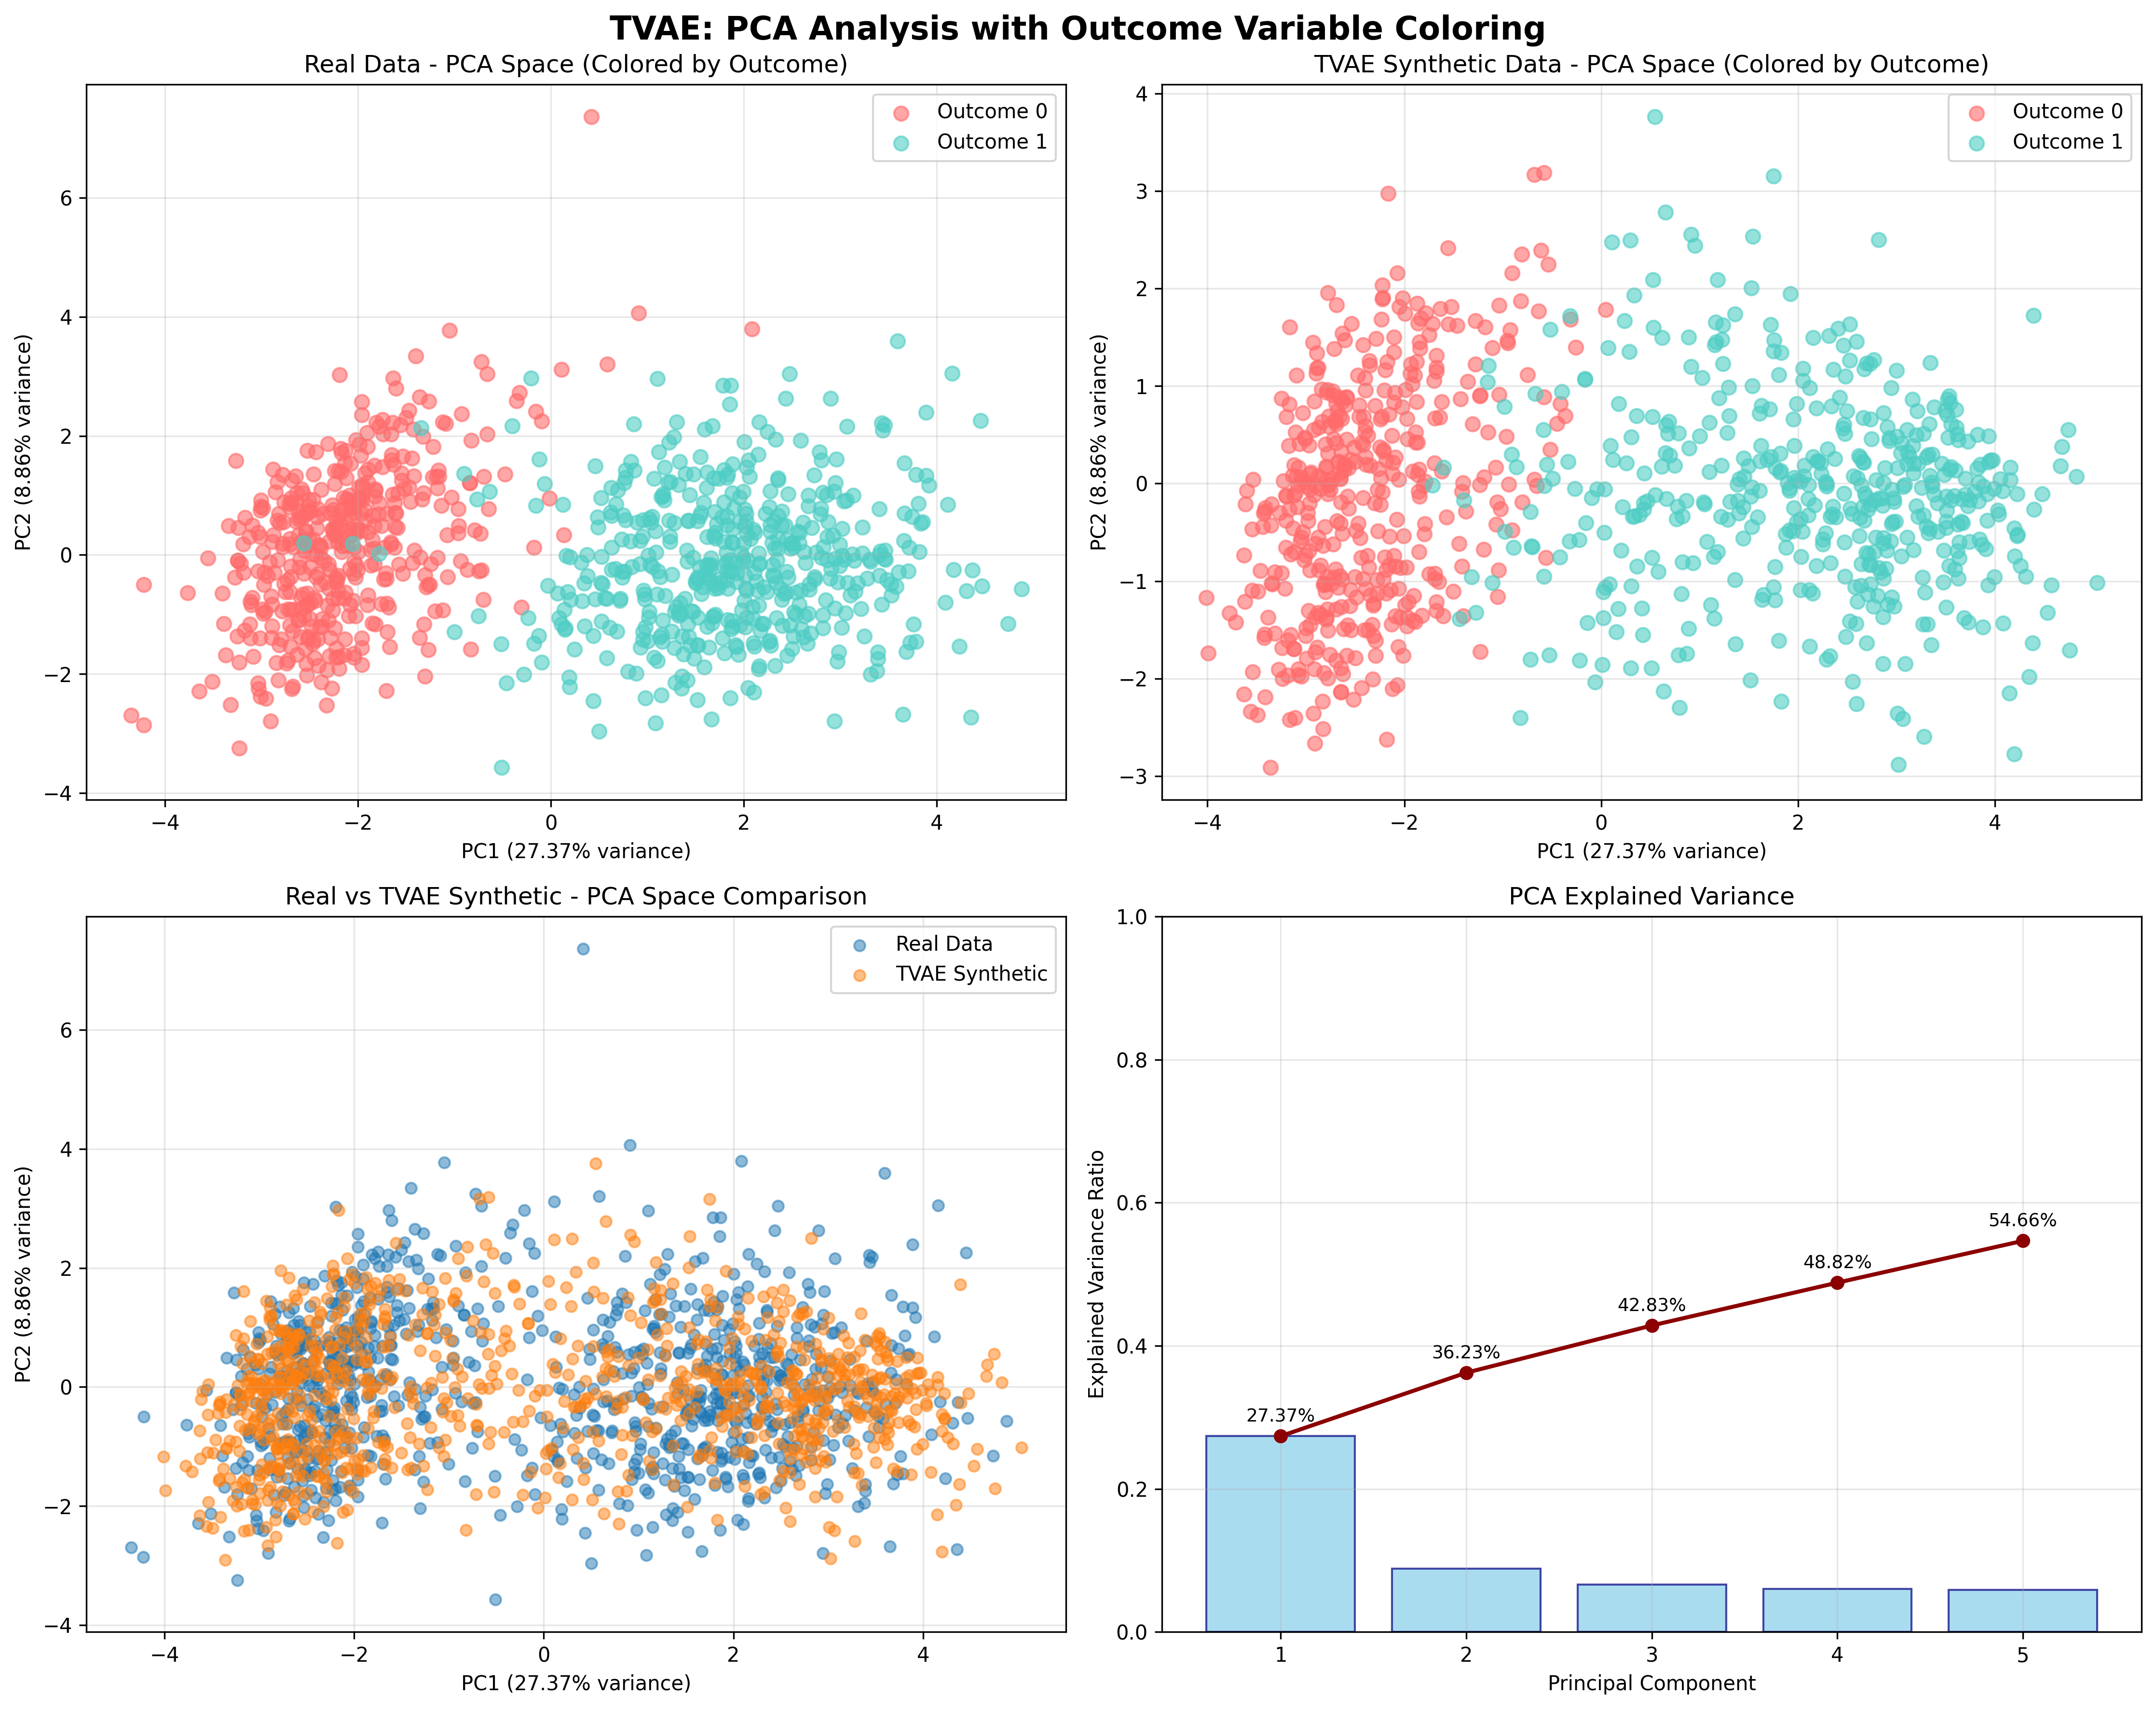 TVAE: PCA Analysis with Outcome Variable Coloring
Real Data - PCA Space (Colored by Outcome)
Outcome 0
Outcome 1
6
4
2
0
−2
−4
PC2 (8.86% variance)
−4 −2 0 2 4
PC1 (27.37% variance)
TVAE Synthetic Data - PCA Space (Colored by Outcome)
Outcome 0
Outcome 1
4
3
2
1
0
−1
−2
−3
PC2 (8.86% variance)
−4 −2 0 2 4
PC1 (27.37% variance)
Real vs TVAE Synthetic - PCA Space Comparison
Real Data
TVAE Synthetic
6
4
2
0
−2
−4
PC2 (8.86% variance)
−4 −2 0 2 4
PC1 (27.37% variance)
PCA Explained Variance
1.0
0.8
0.6
0.4
0.2
0.0
Explained Variance Ratio
27.37%
36.23%
42.83%
48.82%
54.66%
1 2 3 4 5
Principal Component